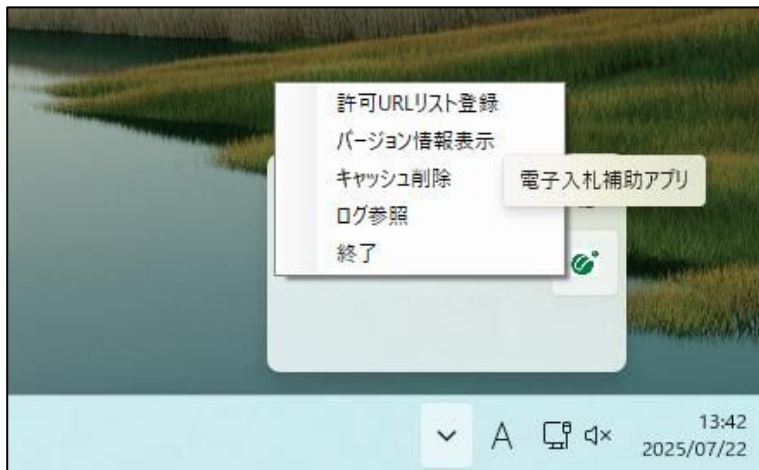 許可URLリスト登録
バージョン情報表示
キャッシュ削除
電子入札補助アプリ
ログ参照
終了
A
13:42
2025/07/22